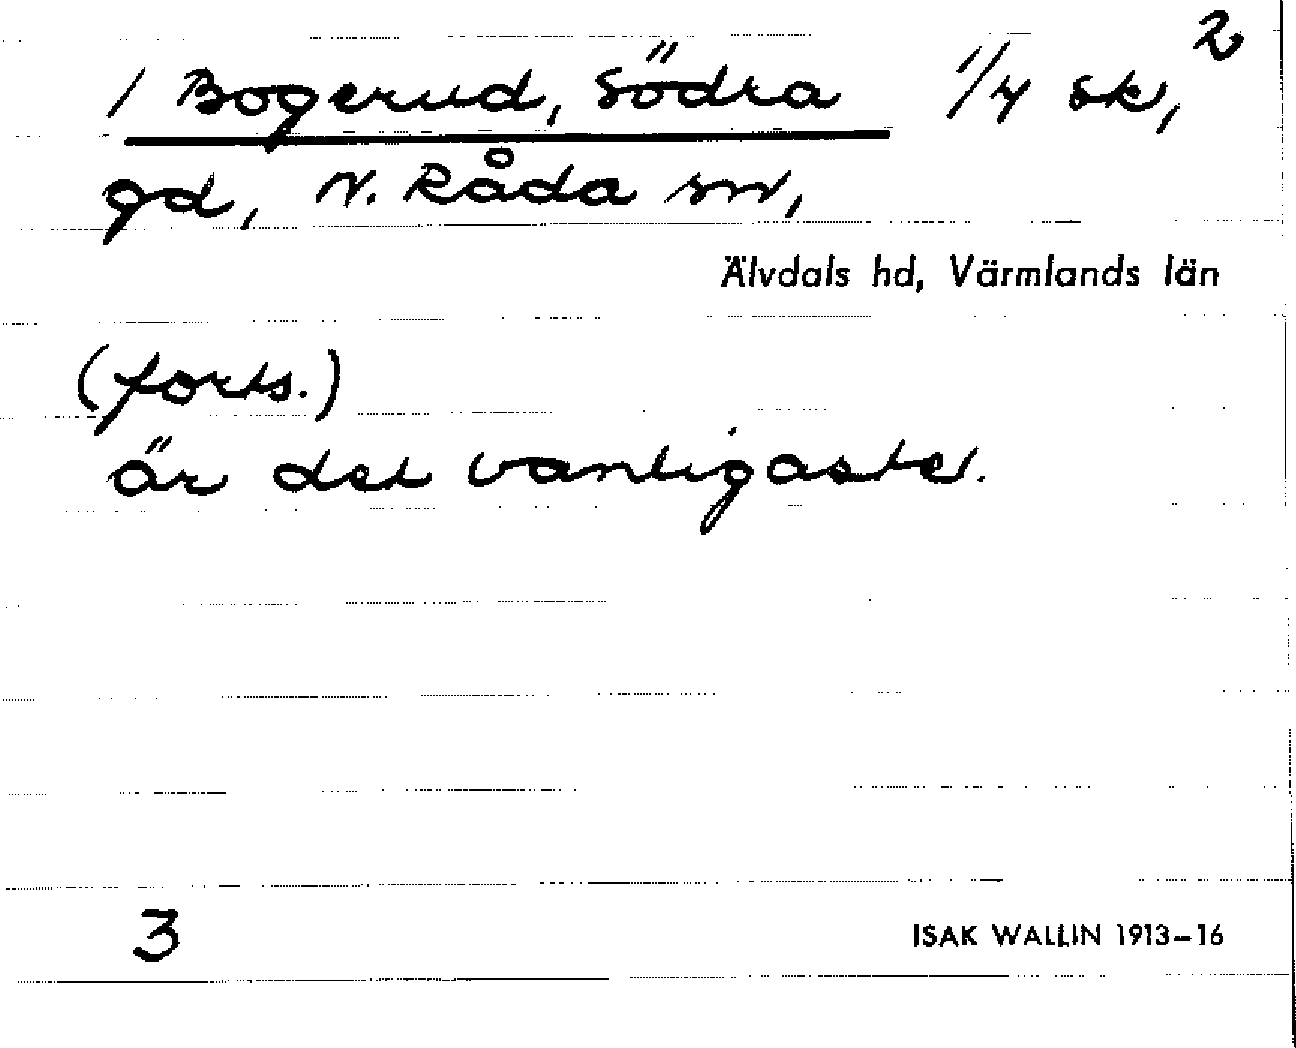 2
/ Bogerud, Södra 1/4 sk,
gd, N. Råda sn,
Älvdals hd, Värmlands län
(forts.)
är det vanligaste.
3
ISAK WALLIN 1913-16